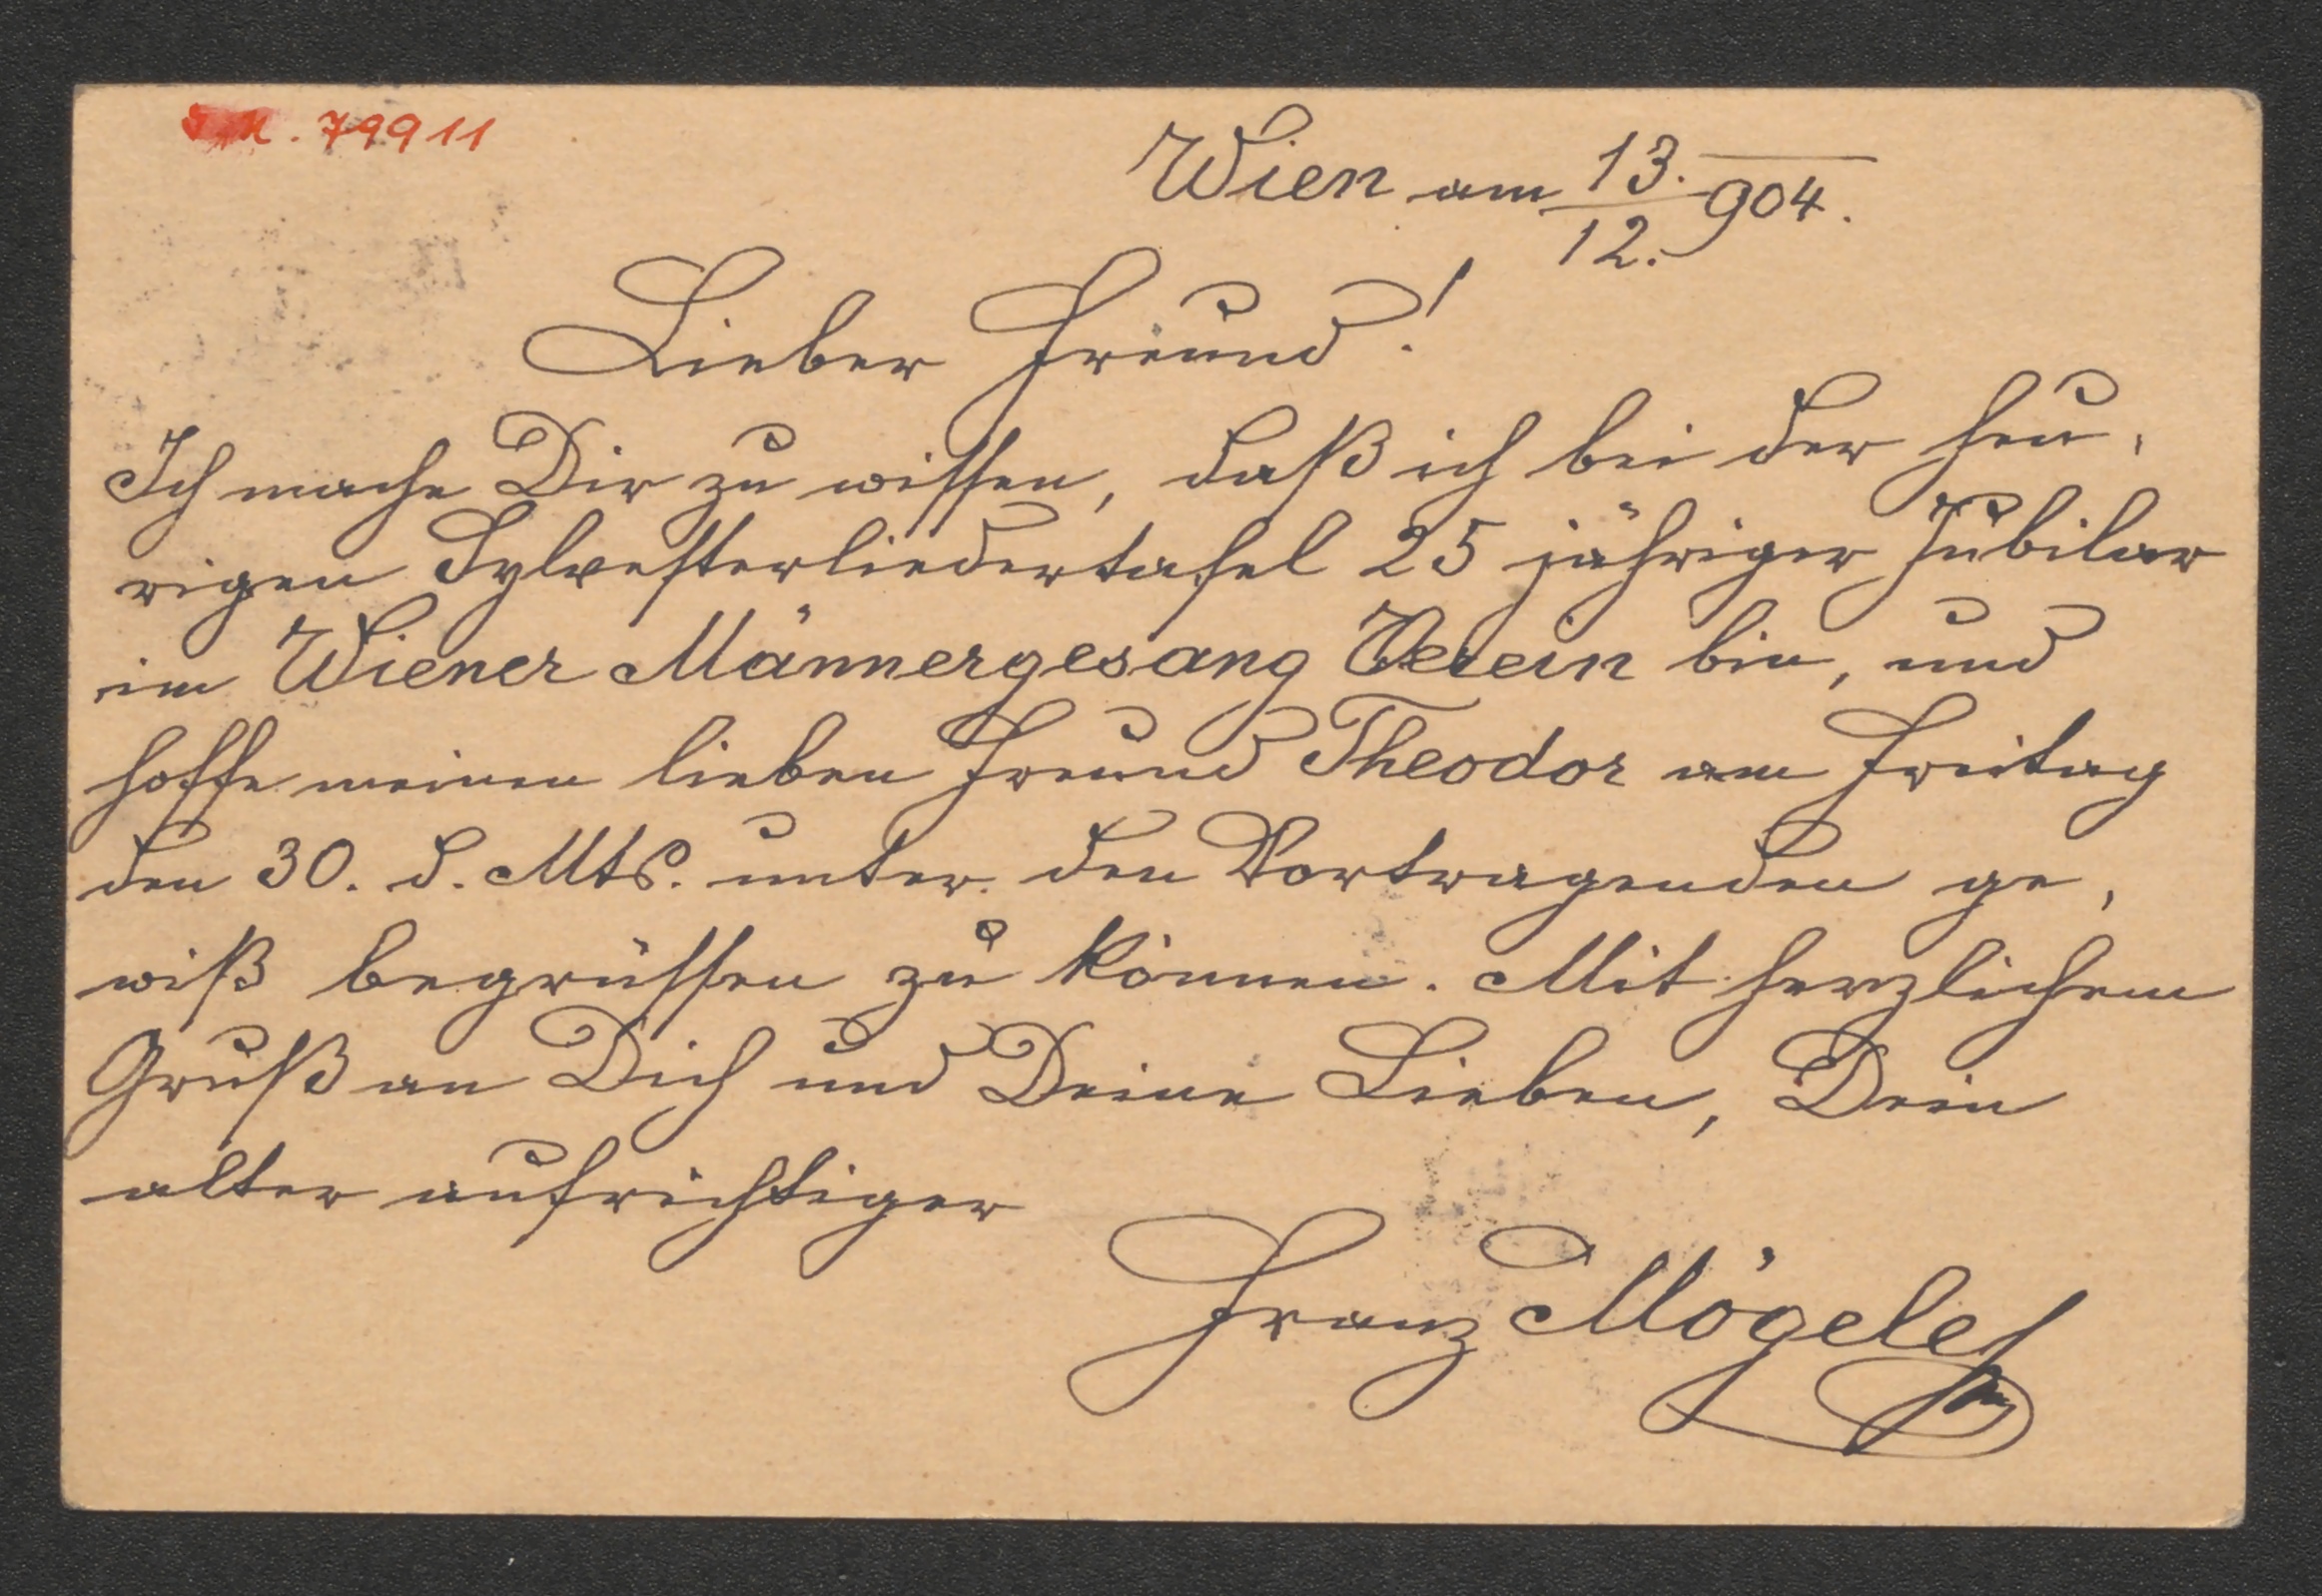 N. 79911
Wien am 13./12. 904.
Lieber Freund!
Ich mache Dir zu wissen, daß ich bei der heu,
rigen Sylvesterliedertafel 25 jähriger Jubilar
im Wiener Männergesang Verein bin, und
hoffe meinen lieben Freund Theodor am Freitag
den 30. d. Mts. unter den Vortragenden ge,
wiß begrüssen zu können. Mit herzlichem
Gruß an Dich und Deine Lieben, Dein
alter aufrichtiger
Franz Mögele